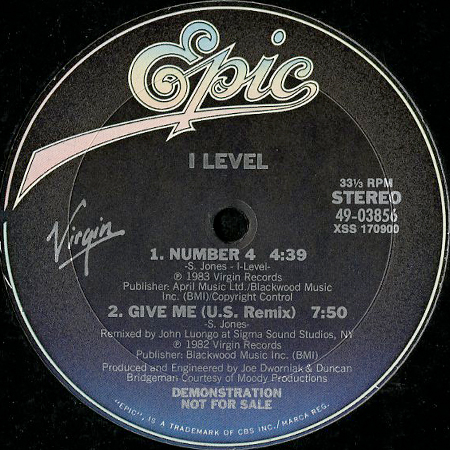 Epic
I LEVEL
33⅓ RPM
STEREO
49-03856
XSS 170900
Virgin
1. NUMBER 4 4:39
-S. Jones - I-Level-
℗ 1983 Virgin Records
Publisher: April Music Ltd./Blackwood Music
Inc. (BMI)/Copyright Control
2. GIVE ME (U.S. Remix) 7:50
-S. Jones-
Remixed by John Luongo at Sigma Sound Studios, NY
℗ 1982 Virgin Records
Publisher: Blackwood Music Inc. (BMI)
Produced and Engineered by Joe Dworniak & Duncan
Bridgeman Courtesy of Moody Productions
DEMONSTRATION
NOT FOR SALE
"EPIC", IS A TRADEMARK OF CBS INC./MARCA REG.